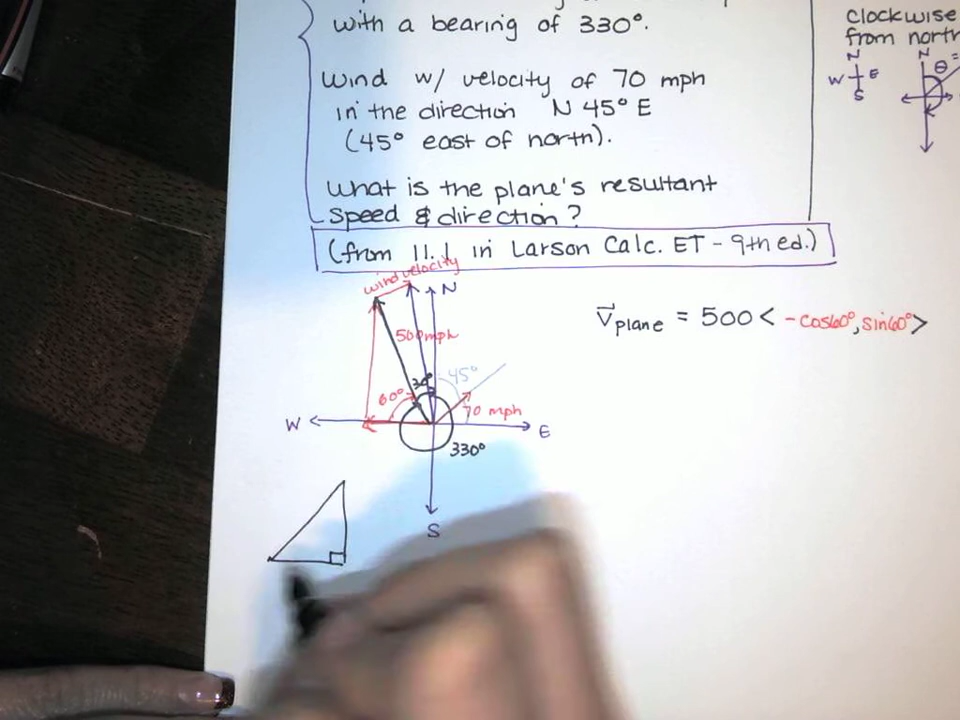 with a bearing of 330°.
wind w/ velocity of 70 mph
in the direction N 45° E
(45° east of north).
what is the plane's resultant
speed & direction?
(from 11.1 in Larson Calc. ET - 9th ed.)
clockwise
from north
N
W E
S
N
θ =
wind velocity
N
500mph
30°
45°
60°
70 mph
W
E
330°
S
V⃗plane = 500 < -cos60°, sin60° >